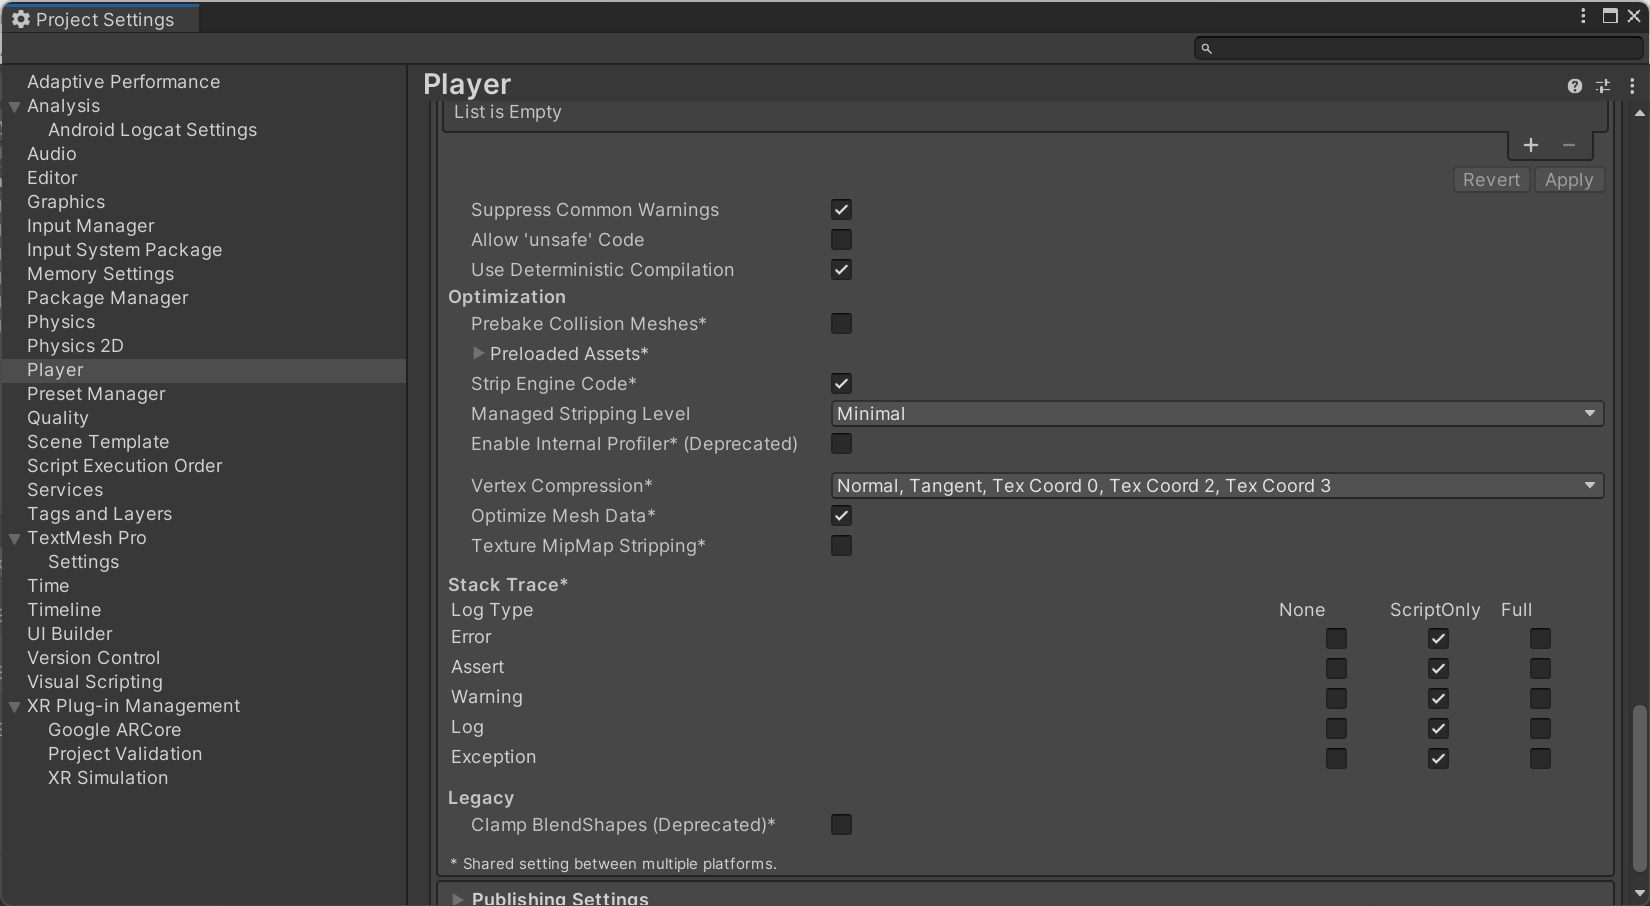 Project Settings
Adaptive Performance
Analysis
Android Logcat Settings
Audio
Editor
Graphics
Input Manager
Input System Package
Memory Settings
Package Manager
Physics
Physics 2D
Player
Preset Manager
Quality
Scene Template
Script Execution Order
Services
Tags and Layers
TextMesh Pro
Settings
Time
Timeline
UI Builder
Version Control
Visual Scripting
XR Plug-in Management
Google ARCore
Project Validation
XR Simulation
Player
List is Empty
+ −
Revert Apply
Suppress Common Warnings
Allow 'unsafe' Code
Use Deterministic Compilation
Optimization
Prebake Collision Meshes*
Preloaded Assets*
Strip Engine Code*
Managed Stripping Level Minimal
Enable Internal Profiler* (Deprecated)
Vertex Compression* Normal, Tangent, Tex Coord 0, Tex Coord 2, Tex Coord 3
Optimize Mesh Data*
Texture MipMap Stripping*
Stack Trace*
Log Type None ScriptOnly Full
Error
Assert
Warning
Log
Exception
Legacy
Clamp BlendShapes (Deprecated)*
* Shared setting between multiple platforms.
Publishing Settings